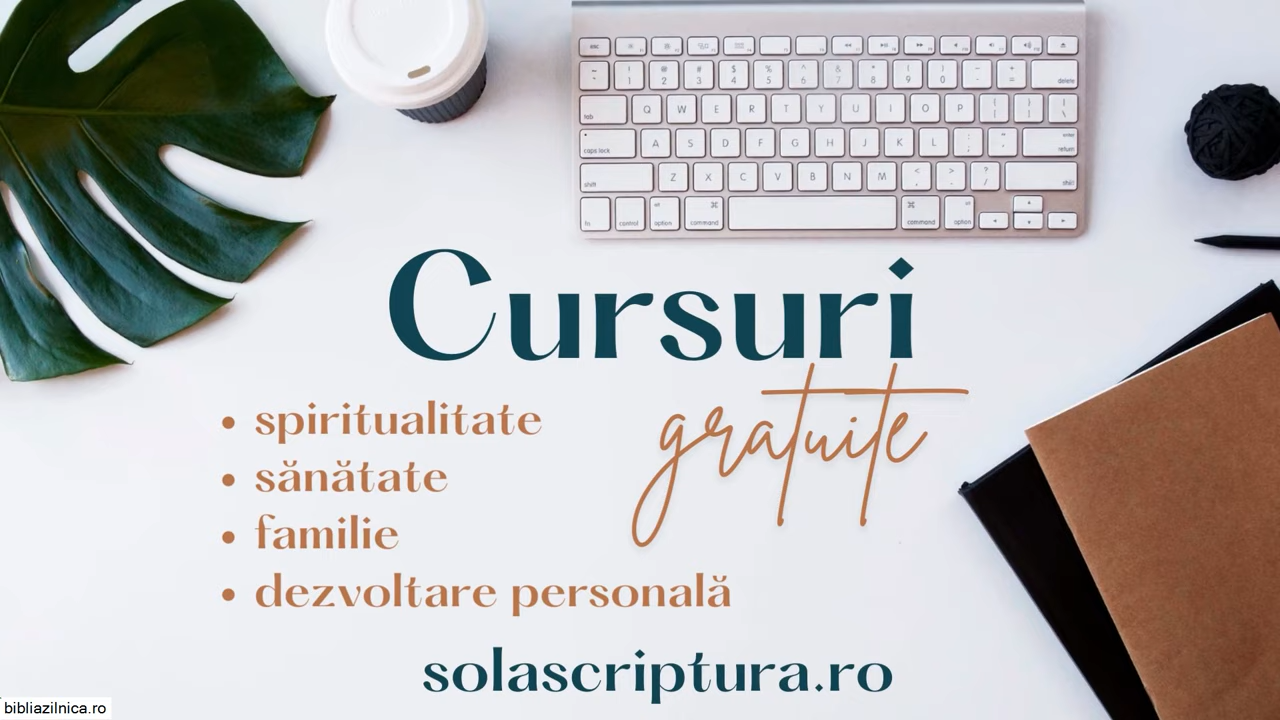 Cursuri
gratuite
• spiritualitate
• sănătate
• familie
• dezvoltare personală
solascriptura.ro
bibliazilnica.ro